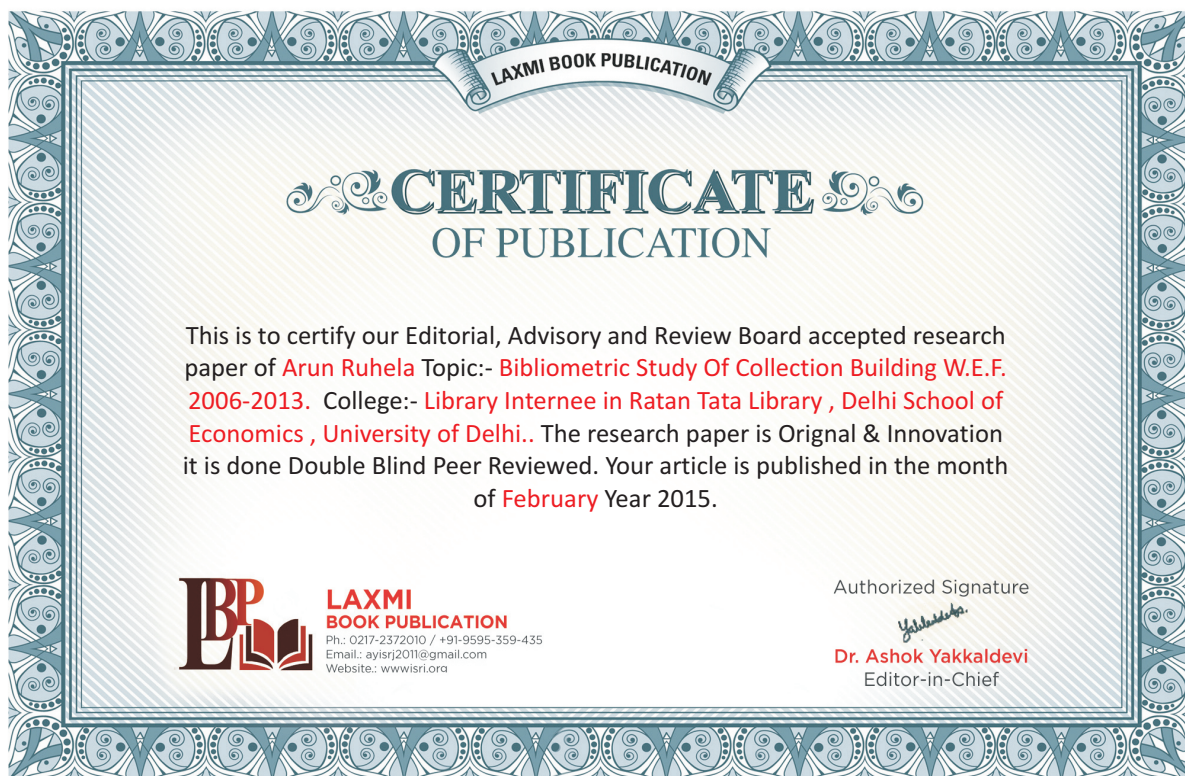 LAXMI BOOK PUBLICATION
CERTIFICATE
OF PUBLICATION
This is to certify our Editorial, Advisory and Review Board accepted research
paper of Arun Ruhela Topic:- Bibliometric Study Of Collection Building W.E.F.
2006-2013. College:- Library Internee in Ratan Tata Library , Delhi School of
Economics , University of Delhi.. The research paper is Orignal & Innovation
it is done Double Blind Peer Reviewed. Your article is published in the month
of February Year 2015.
LBP
LAXMI
BOOK PUBLICATION
Ph.: 0217-2372010 / +91-9595-359-435
Email.: ayisrj2011@gmail.com
Website.: wwwisri.org
Authorized Signature
Dr. Ashok Yakkaldevi
Editor-in-Chief